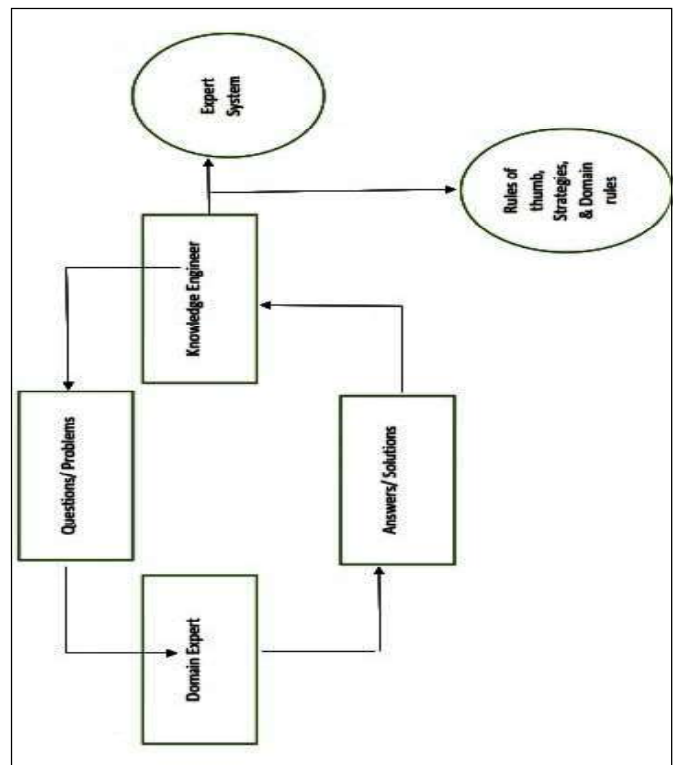 Domain Expert
Questions/ Problems
Answers/ Solutions
Knowledge Engineer
Expert
System
Rules of
thumb,
Strategies,
& Domain
rules